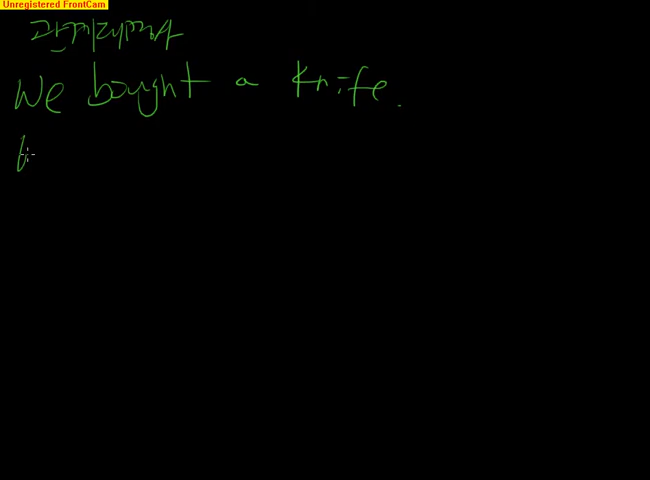 Unregistered FrontCam
관계대명사
We bought a knife.